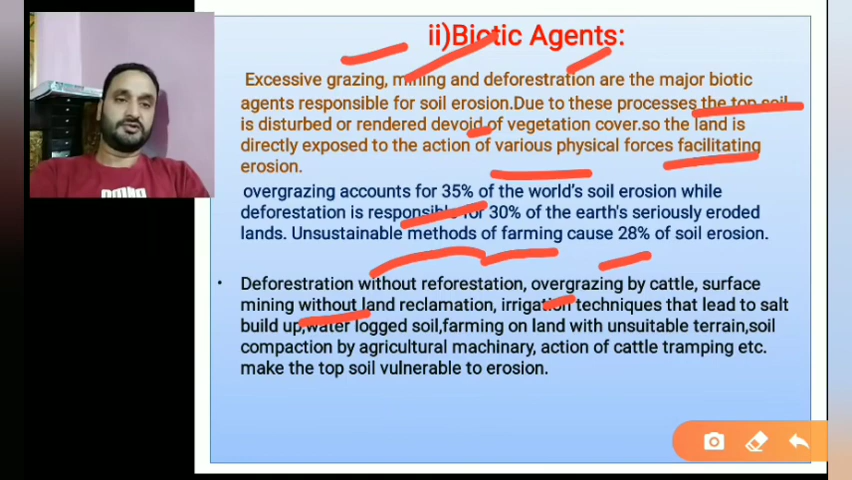 ii)Biotic Agents:
Excessive grazing, mining and deforestration are the major biotic
agents responsible for soil erosion.Due to these processes the top soil
is disturbed or rendered devoid of vegetation cover.so the land is
directly exposed to the action of various physical forces facilitating
erosion.
overgrazing accounts for 35% of the world's soil erosion while
deforestation is responsible for 30% of the earth's seriously eroded
lands. Unsustainable methods of farming cause 28% of soil erosion.
• Deforestration without reforestation, overgrazing by cattle, surface
mining without land reclamation, irrigation techniques that lead to salt
build up,water logged soil,farming on land with unsuitable terrain,soil
compaction by agricultural machinary, action of cattle tramping etc.
make the top soil vulnerable to erosion.